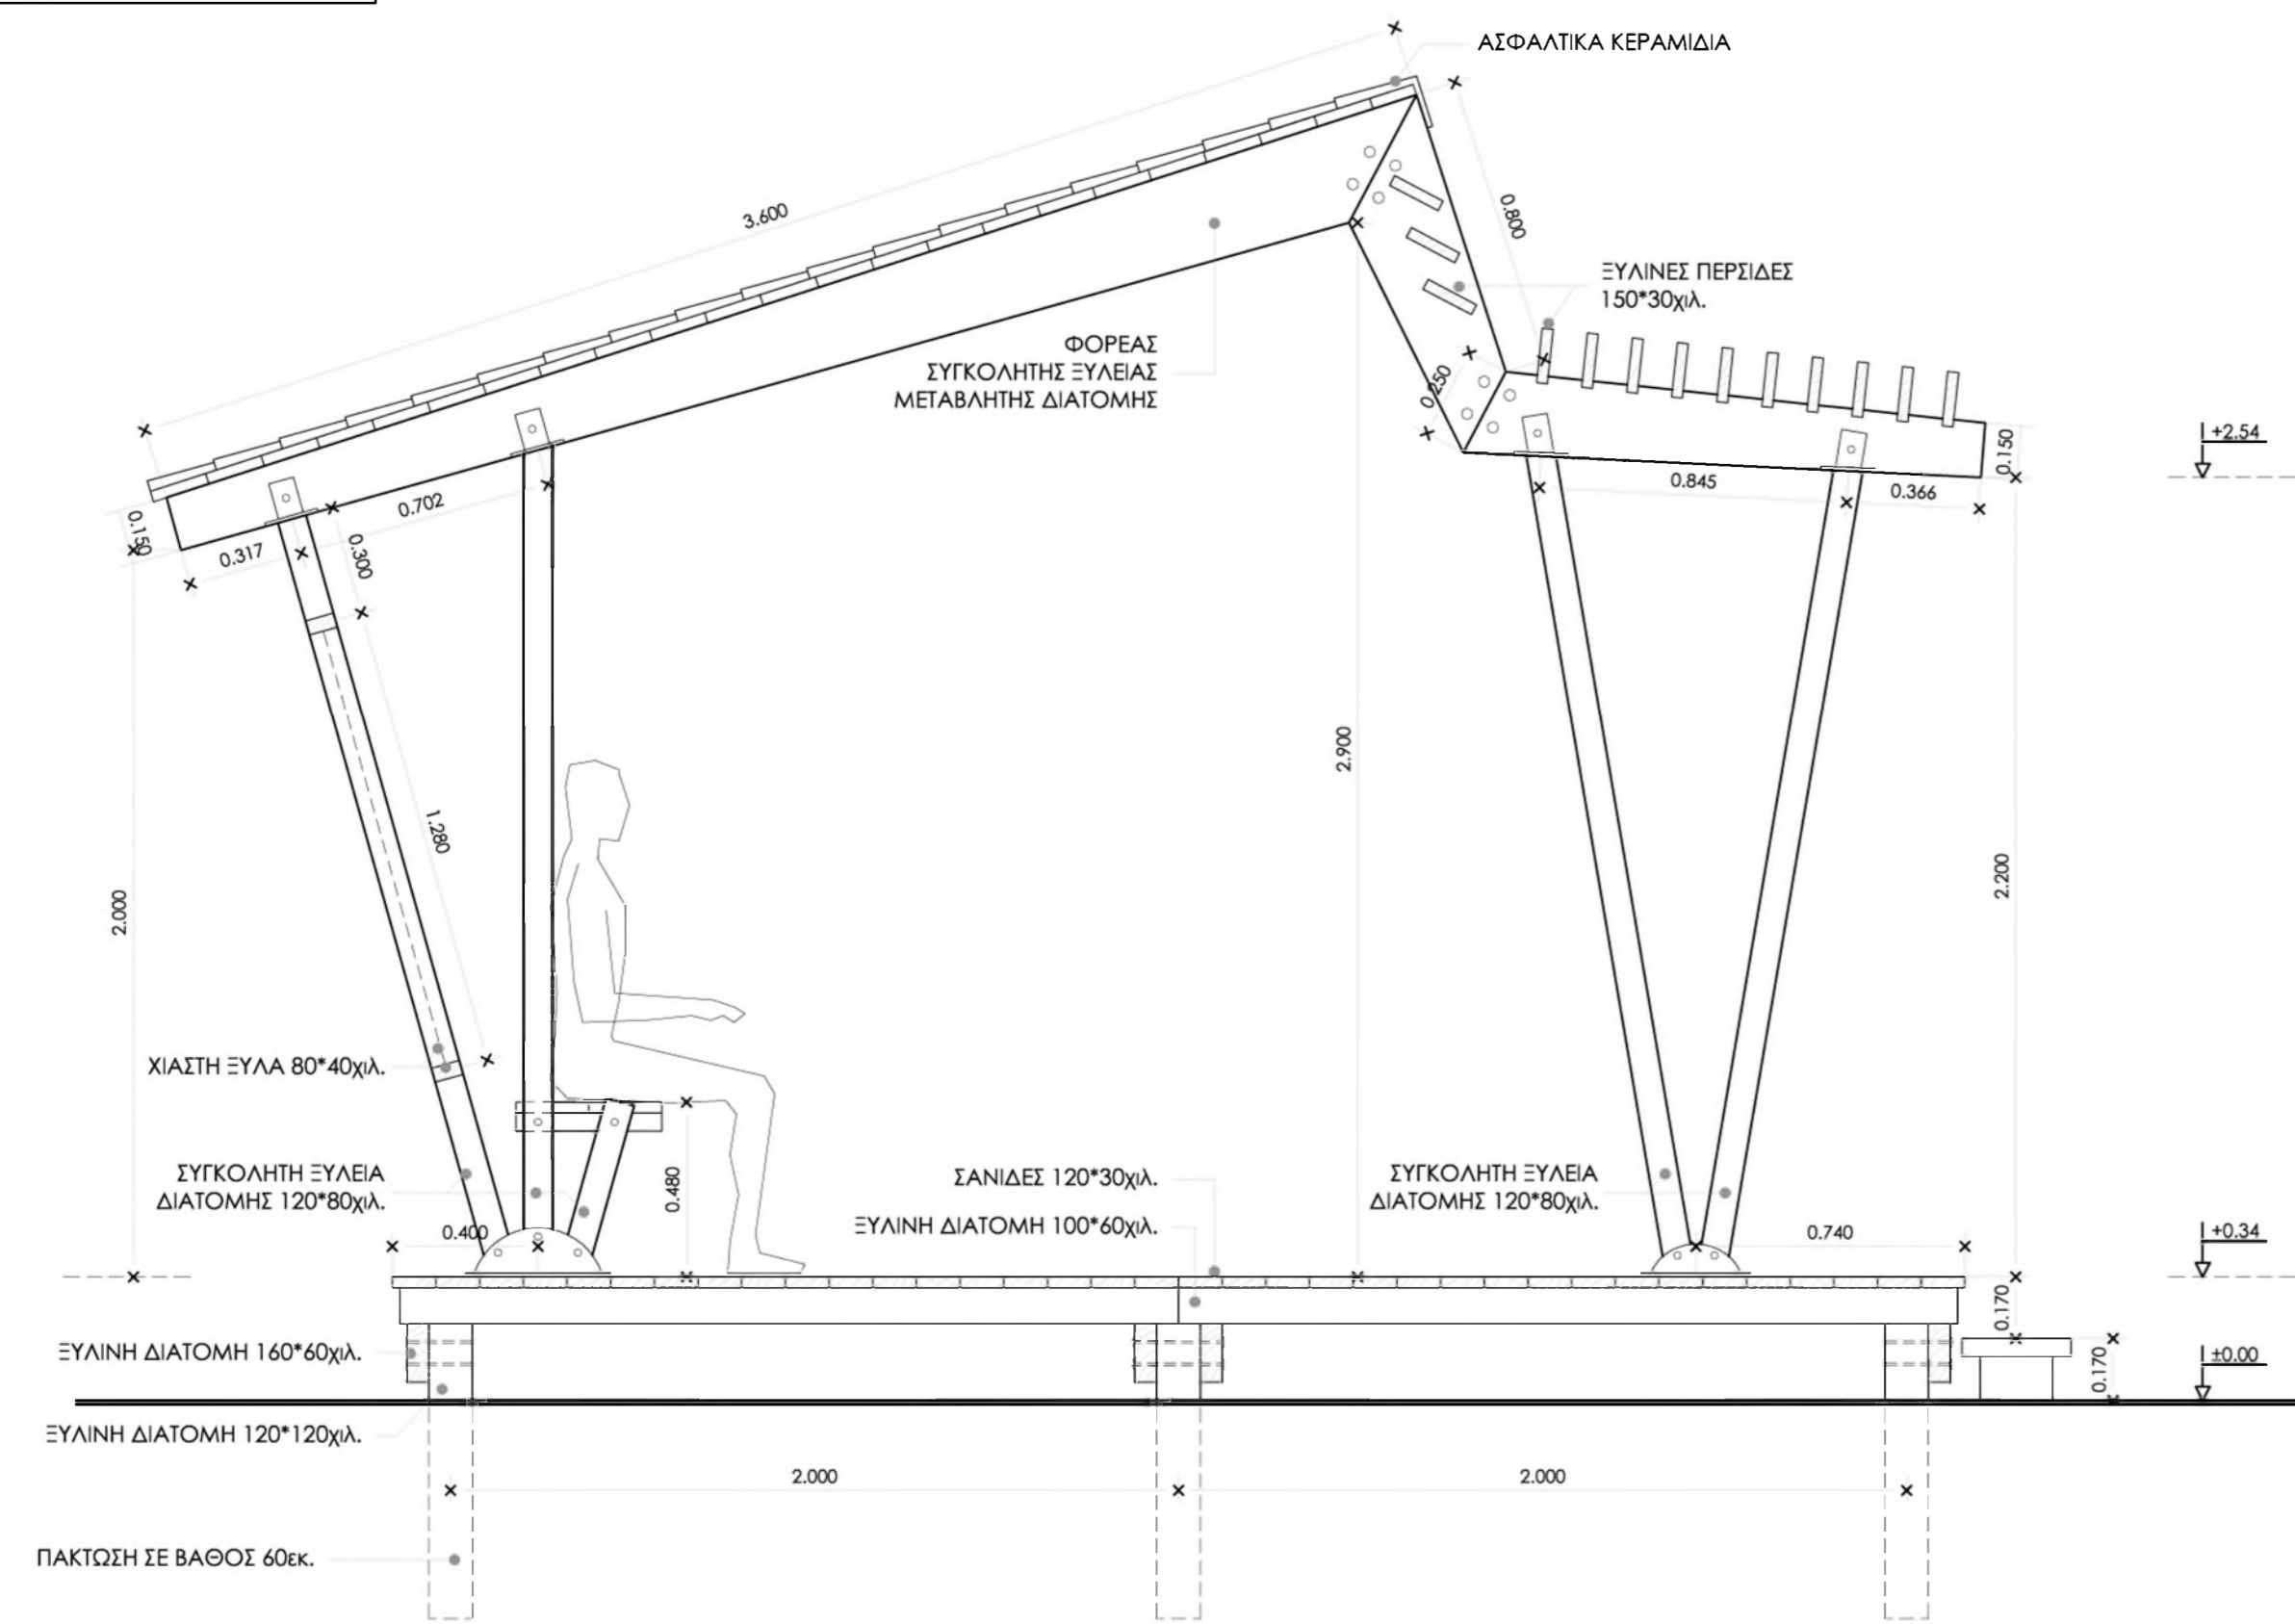 ΑΣΦΑΛΤΙΚΑ ΚΕΡΑΜΙΔΙΑ
3.600
0.800
ΞΥΛΙΝΕΣ ΠΕΡΣΙΔΕΣ
150*30χιλ.
ΦΟΡΕΑΣ
ΣΥΓΚΟΛΗΤΗΣ ΞΥΛΕΙΑΣ
ΜΕΤΑΒΛΗΤΗΣ ΔΙΑΤΟΜΗΣ
0.250
0.150
+2.54
0.845
0.366
0.702
0.150
0.317
0.300
2.900
1.280
2.200
2.000
ΧΙΑΣΤΗ ΞΥΛΑ 80*40χιλ.
ΣΥΓΚΟΛΗΤΗ ΞΥΛΕΙΑ
ΔΙΑΤΟΜΗΣ 120*80χιλ.
0.480
ΣΑΝΙΔΕΣ 120*30χιλ.
ΞΥΛΙΝΗ ΔΙΑΤΟΜΗ 100*60χιλ.
ΣΥΓΚΟΛΗΤΗ ΞΥΛΕΙΑ
ΔΙΑΤΟΜΗΣ 120*80χιλ.
0.400
0.740
+0.34
0.170
ΞΥΛΙΝΗ ΔΙΑΤΟΜΗ 160*60χιλ.
0.170
±0.00
ΞΥΛΙΝΗ ΔΙΑΤΟΜΗ 120*120χιλ.
2.000
2.000
ΠΑΚΤΩΣΗ ΣΕ ΒΑΘΟΣ 60εκ.